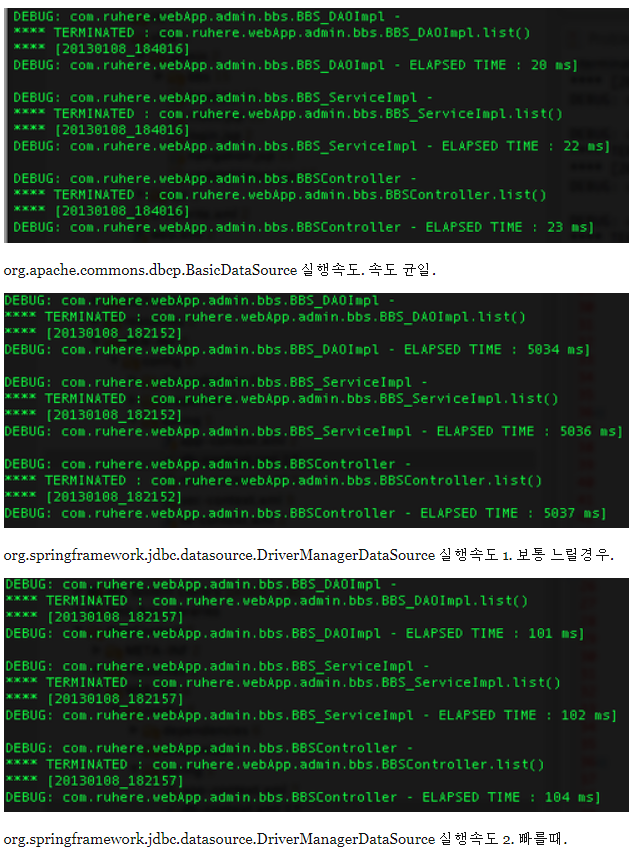 DEBUG: com.ruhere.webApp.admin.bbs.BBS_DAOImpl -
**** TERMINATED : com.ruhere.webApp.admin.bbs.BBS_DAOImpl.list()
**** [20130108_184016]
DEBUG: com.ruhere.webApp.admin.bbs.BBS_DAOImpl - ELAPSED TIME : 20 ms]
DEBUG: com.ruhere.webApp.admin.bbs.BBS_ServiceImpl -
**** TERMINATED : com.ruhere.webApp.admin.bbs.BBS_ServiceImpl.list()
**** [20130108_184016]
DEBUG: com.ruhere.webApp.admin.bbs.BBS_ServiceImpl - ELAPSED TIME : 22 ms]
DEBUG: com.ruhere.webApp.admin.bbs.BBSController -
**** TERMINATED : com.ruhere.webApp.admin.bbs.BBSController.list()
**** [20130108_184016]
DEBUG: com.ruhere.webApp.admin.bbs.BBSController - ELAPSED TIME : 23 ms]
org.apache.commons.dbcp.BasicDataSource 실행속도. 속도 균일.
DEBUG: com.ruhere.webApp.admin.bbs.BBS_DAOImpl -
**** TERMINATED : com.ruhere.webApp.admin.bbs.BBS_DAOImpl.list()
**** [20130108_182152]
DEBUG: com.ruhere.webApp.admin.bbs.BBS_DAOImpl - ELAPSED TIME : 5034 ms]
DEBUG: com.ruhere.webApp.admin.bbs.BBS_ServiceImpl -
**** TERMINATED : com.ruhere.webApp.admin.bbs.BBS_ServiceImpl.list()
**** [20130108_182152]
DEBUG: com.ruhere.webApp.admin.bbs.BBS_ServiceImpl - ELAPSED TIME : 5036 ms]
DEBUG: com.ruhere.webApp.admin.bbs.BBSController -
**** TERMINATED : com.ruhere.webApp.admin.bbs.BBSController.list()
**** [20130108_182152]
DEBUG: com.ruhere.webApp.admin.bbs.BBSController - ELAPSED TIME : 5037 ms]
org.springframework.jdbc.datasource.DriverManagerDataSource 실행속도 1. 보통 느릴경우.
DEBUG: com.ruhere.webApp.admin.bbs.BBS_DAOImpl -
**** TERMINATED : com.ruhere.webApp.admin.bbs.BBS_DAOImpl.list()
**** [20130108_182157]
DEBUG: com.ruhere.webApp.admin.bbs.BBS_DAOImpl - ELAPSED TIME : 101 ms]
DEBUG: com.ruhere.webApp.admin.bbs.BBS_ServiceImpl -
**** TERMINATED : com.ruhere.webApp.admin.bbs.BBS_ServiceImpl.list()
**** [20130108_182157]
DEBUG: com.ruhere.webApp.admin.bbs.BBS_ServiceImpl - ELAPSED TIME : 102 ms]
DEBUG: com.ruhere.webApp.admin.bbs.BBSController -
**** TERMINATED : com.ruhere.webApp.admin.bbs.BBSController.list()
**** [20130108_182157]
DEBUG: com.ruhere.webApp.admin.bbs.BBSController - ELAPSED TIME : 104 ms]
org.springframework.jdbc.datasource.DriverManagerDataSource 실행속도 2. 빠를때.